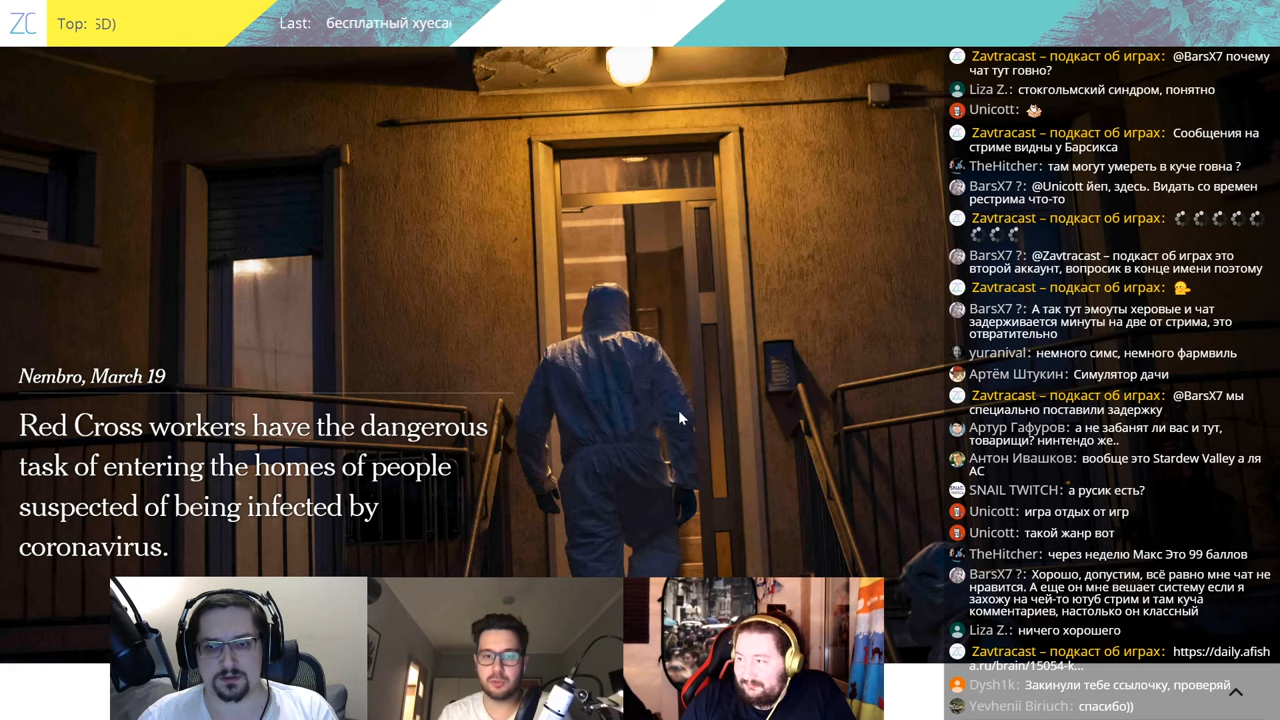 ZC Top: SD) Last: бесплатный хуеса
Nembro, March 19
Red Cross workers have the dangerous
task of entering the homes of people
suspected of being infected by
coronavirus.
Zavtracast – подкаст об играх: @BarsX7 почему
чат тут говно?
Liza Z.: стокгольмский синдром, понятно
Unicott:
Zavtracast – подкаст об играх: Сообщения на
стриме видны у Барсикса
TheHitcher: там могут умереть в куче говна ?
BarsX7 ?: @Unicott йеп, здесь. Видать со времен
рестрима что-то
Zavtracast – подкаст об играх:
BarsX7 ?: @Zavtracast – подкаст об играх это
второй аккаунт, вопросик в конце имени поэтому
Zavtracast – подкаст об играх:
BarsX7 ?: А так тут эмоуты херовые и чат
задерживается минуты на две от стрима, это
отвратительно
yuranival: немного симс, немного фармвиль
Артём Штукин: Симулятор дачи
Zavtracast – подкаст об играх: @BarsX7 мы
специально поставили задержку
Артур Гафуров: а не забанят ли вас и тут,
товарищи? нинтендо же..
Антон Ивашков: вообще это Stardew Valley а ля
АС
SNAIL TWITCH: а русик есть?
Unicott: игра отдых от игр
Unicott: такой жанр вот
TheHitcher: через неделю Макс Это 99 баллов
BarsX7 ?: Хорошо, допустим, всё равно мне чат не
нравится. А еще он мне вешает систему если я
захожу на чей-то ютуб стрим и там куча
комментариев, настолько он классный
Liza Z.: ничего хорошего
Zavtracast – подкаст об играх: https://daily.afish
a.ru/brain/15054-k...
Dysh1k: Закинули тебе ссылочку, проверяй
Yevhenii Biriuch: спасибо))